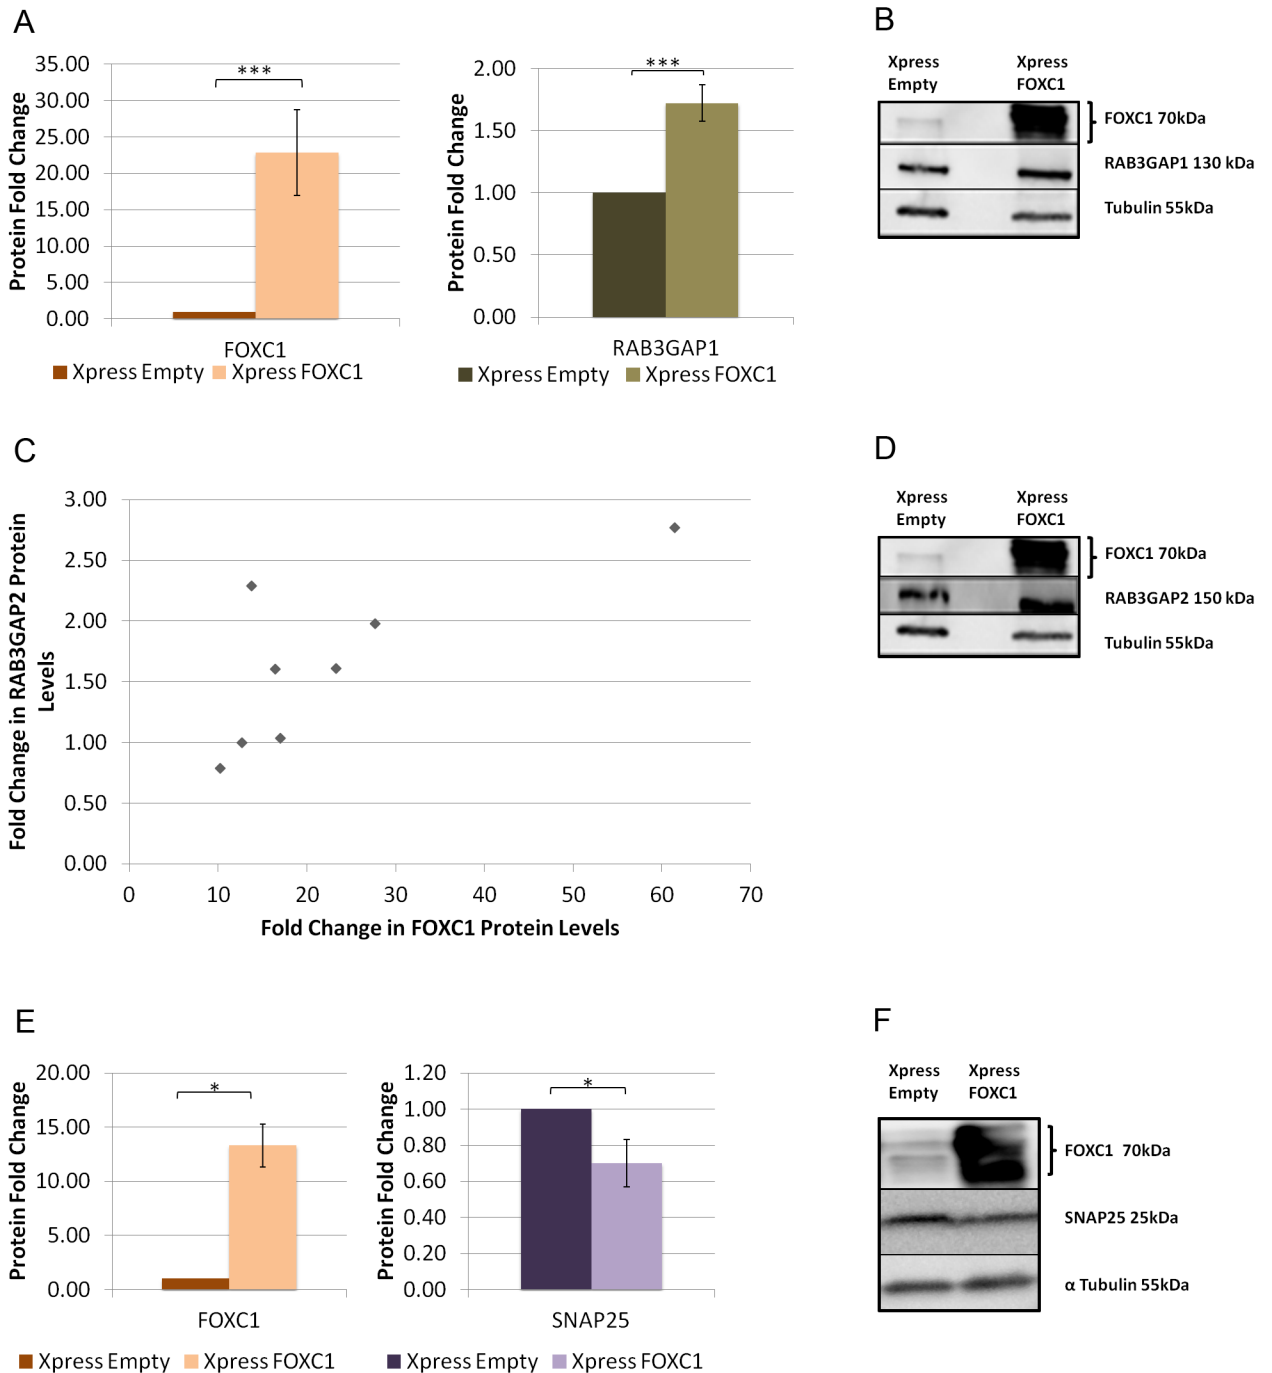 A
Protein Fold Change
35.00
30.00
25.00
20.00
15.00
10.00
5.00
0.00
***
FOXC1
Xpress Empty Xpress FOXC1
Protein Fold Change
2.00
1.50
1.00
0.50
0.00
***
RAB3GAP1
Xpress Empty Xpress FOXC1
B
Xpress Empty
Xpress FOXC1
FOXC1 70kDa
RAB3GAP1 130 kDa
Tubulin 55kDa
C
Fold Change in RAB3GAP2 Protein
Levels
3.00
2.50
2.00
1.50
1.00
0.50
0.00
0 10 20 30 40 50 60 70
Fold Change in FOXC1 Protein Levels
D
Xpress Empty
Xpress FOXC1
FOXC1 70kDa
RAB3GAP2 150 kDa
Tubulin 55kDa
E
Protein Fold Change
20.00
15.00
10.00
5.00
0.00
*
FOXC1
Xpress Empty Xpress FOXC1
Protein Fold Change
1.20
1.00
0.80
0.60
0.40
0.20
0.00
*
SNAP25
Xpress Empty Xpress FOXC1
F
Xpress Empty
Xpress FOXC1
FOXC1 70kDa
SNAP25 25kDa
α Tubulin 55kDa